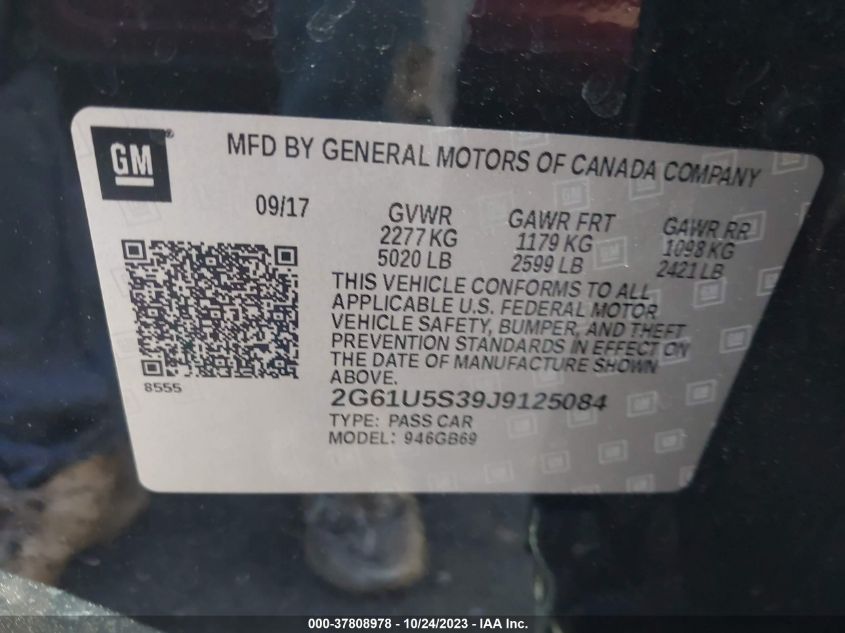 GM®
MFD BY GENERAL MOTORS OF CANADA COMPANY
09/17
GVWR GAWR FRT GAWR RR
2277 KG 1179 KG 1098 KG
5020 LB 2599 LB 2421 LB
THIS VEHICLE CONFORMS TO ALL
APPLICABLE U.S. FEDERAL MOTOR
VEHICLE SAFETY, BUMPER, AND THEFT
PREVENTION STANDARDS IN EFFECT ON
THE DATE OF MANUFACTURE SHOWN
ABOVE.
8555
2G61U5S39J9125084
TYPE: PASS CAR
MODEL: 946GB69
000-37808978 - 10/24/2023 - IAA Inc.